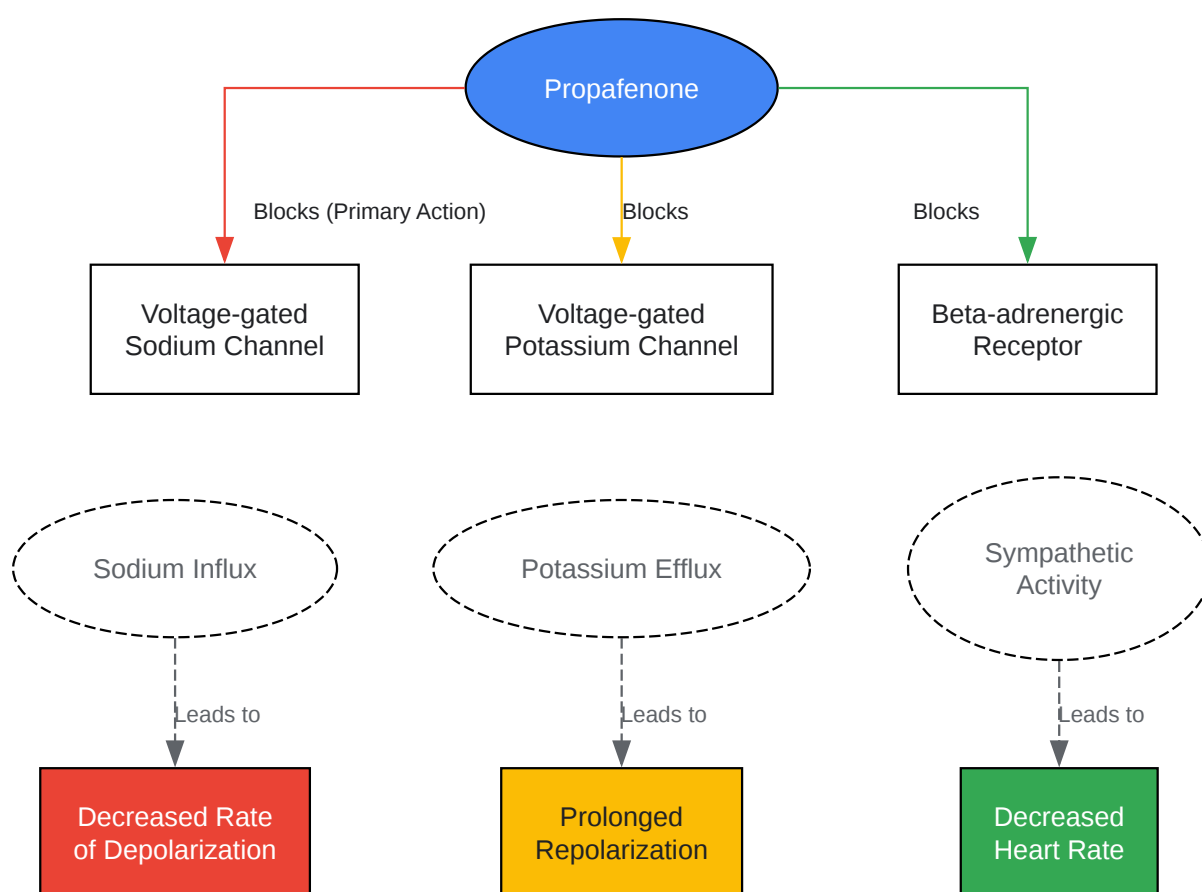 Propafenone
Blocks (Primary Action)
Blocks
Blocks
Voltage-gated
Sodium Channel
Voltage-gated
Potassium Channel
Beta-adrenergic
Receptor
Sodium Influx
Potassium Efflux
Sympathetic
Activity
Leads to
Leads to
Leads to
Decreased Rate
of Depolarization
Prolonged
Repolarization
Decreased
Heart Rate